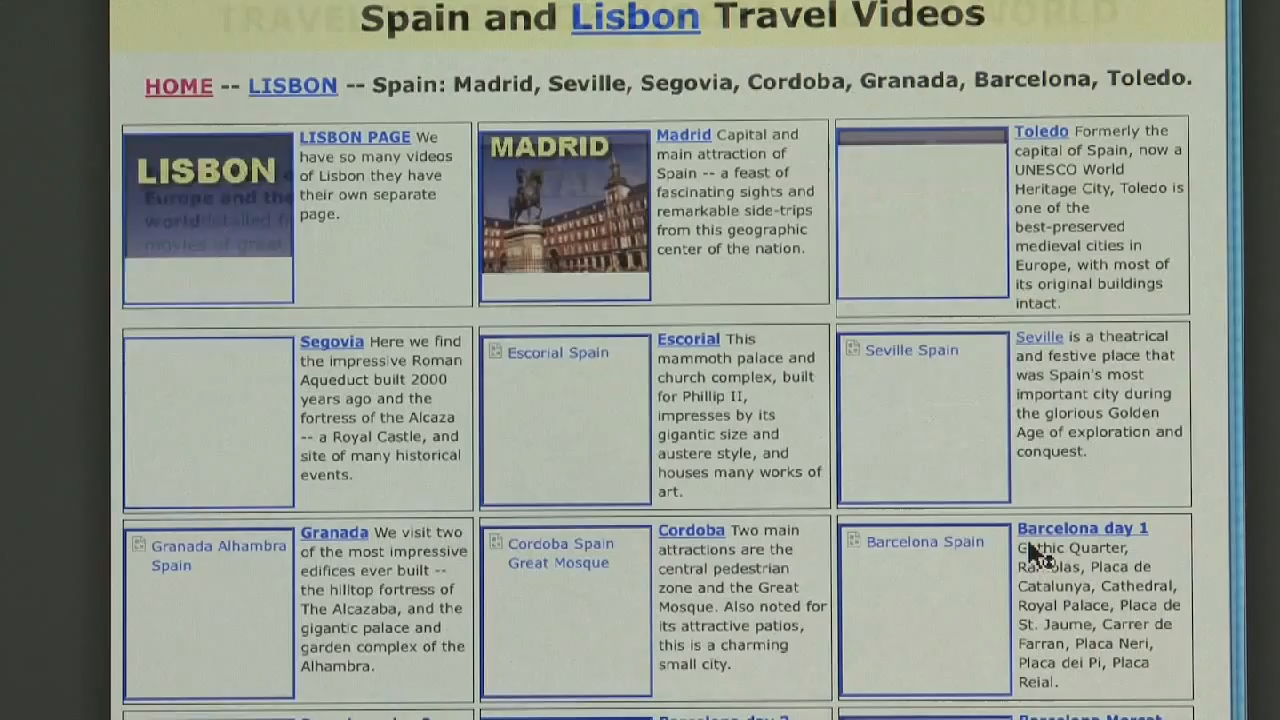 Spain and Lisbon Travel Videos
HOME -- LISBON -- Spain: Madrid, Seville, Segovia, Cordoba, Granada, Barcelona, Toledo.
LISBON
Europe and the
world
movies of great
LISBON PAGE We
have so many videos
of Lisbon they have
their own separate
page.
MADRID
Madrid Capital and
main attraction of
Spain -- a feast of
fascinating sights and
remarkable side-trips
from this geographic
center of the nation.
Toledo Formerly the
capital of Spain, now a
UNESCO World
Heritage City, Toledo is
one of the
best-preserved
medieval cities in
Europe, with most of
its original buildings
intact.
Segovia Here we find
the impressive Roman
Aqueduct built 2000
years ago and the
fortress of the Alcaza
-- a Royal Castle, and
site of many historical
events.
Escorial Spain
Escorial This
mammoth palace and
church complex, built
for Phillip II,
impresses by its
gigantic size and
austere style, and
houses many works of
art.
Seville Spain
Seville is a theatrical
and festive place that
was Spain's most
important city during
the glorious Golden
Age of exploration and
conquest.
Granada Alhambra
Spain
Granada We visit two
of the most impressive
edifices ever built --
the hilltop fortress of
The Alcazaba, and the
gigantic palace and
garden complex of the
Alhambra.
Cordoba Spain
Great Mosque
Cordoba Two main
attractions are the
central pedestrian
zone and the Great
Mosque. Also noted for
its attractive patios,
this is a charming
small city.
Barcelona Spain
Barcelona day 1
Gothic Quarter,
Ramblas, Placa de
Catalunya, Cathedral,
Royal Palace, Placa de
St. Jaume, Carrer de
Farran, Placa Neri,
Placa dei Pi, Placa
Reial.